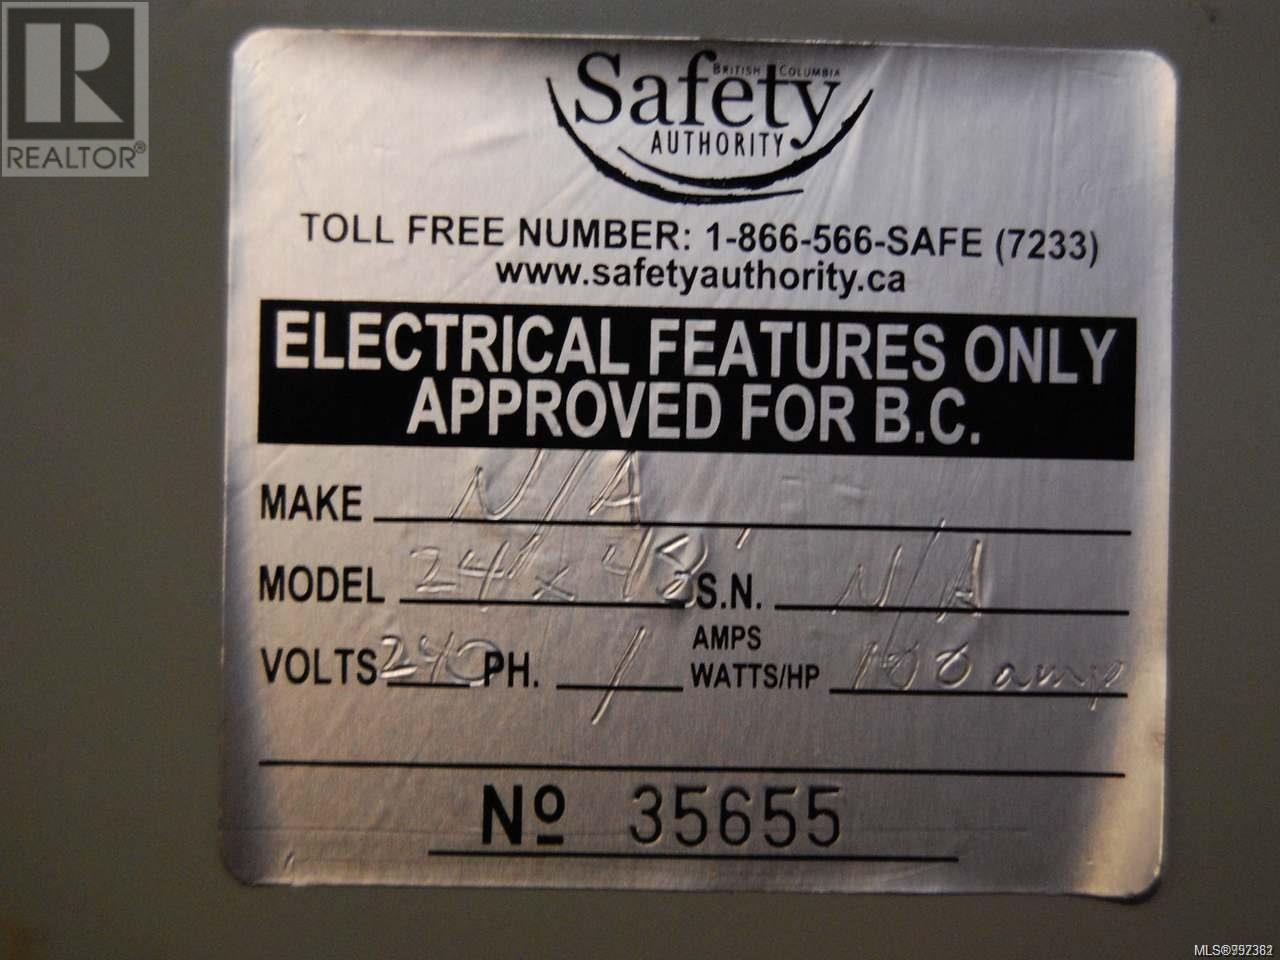 REALTOR®
BRITISH COLUMBIA
Safety
AUTHORITY
TOLL FREE NUMBER: 1-866-566-SAFE (7233)
www.safetyauthority.ca
ELECTRICAL FEATURES ONLY
APPROVED FOR B.C.
MAKE N/A
MODEL 24' x 48' S.N. N/A
VOLTS 240 PH. 1 AMPS WATTS/HP 100 amp
Nº 35655